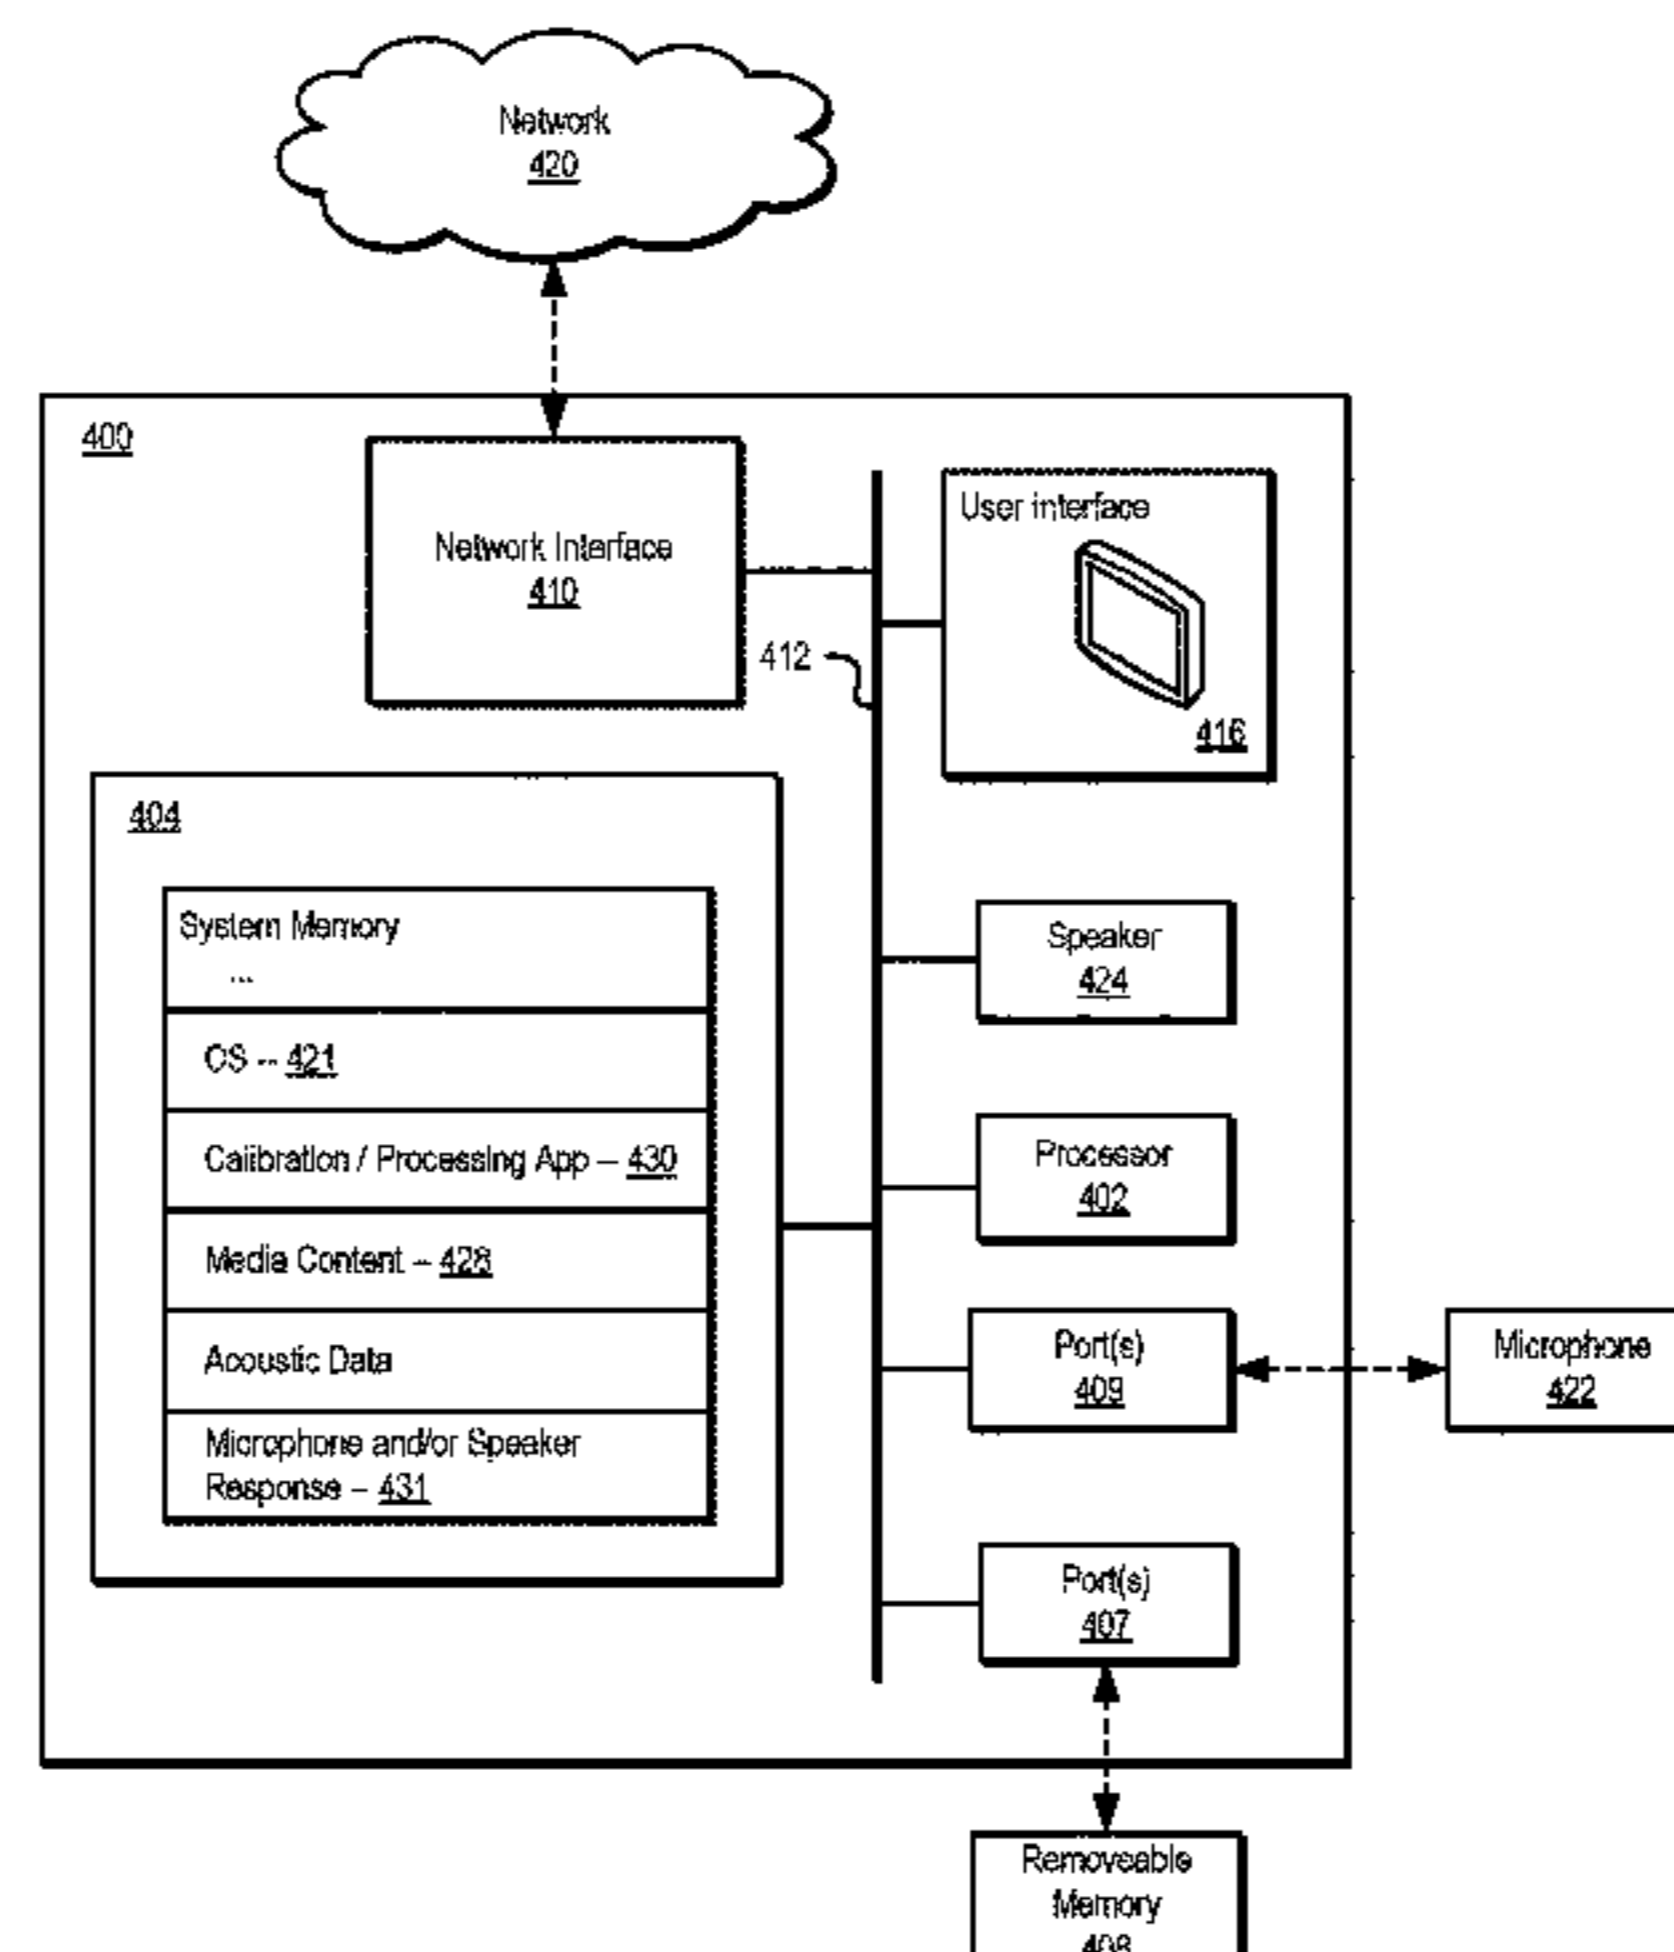 Network
420
400
Network Interface
410
412
User interface
416
404
System Memory
...
OS -- 421
Calibration / Processing App – 430
Media Content – 428
Acoustic Data
Microphone and/or Speaker
Response – 431
Speaker
424
Processor
402
Port(s)
409
Microphone
422
Port(s)
407
Removeable
Memory